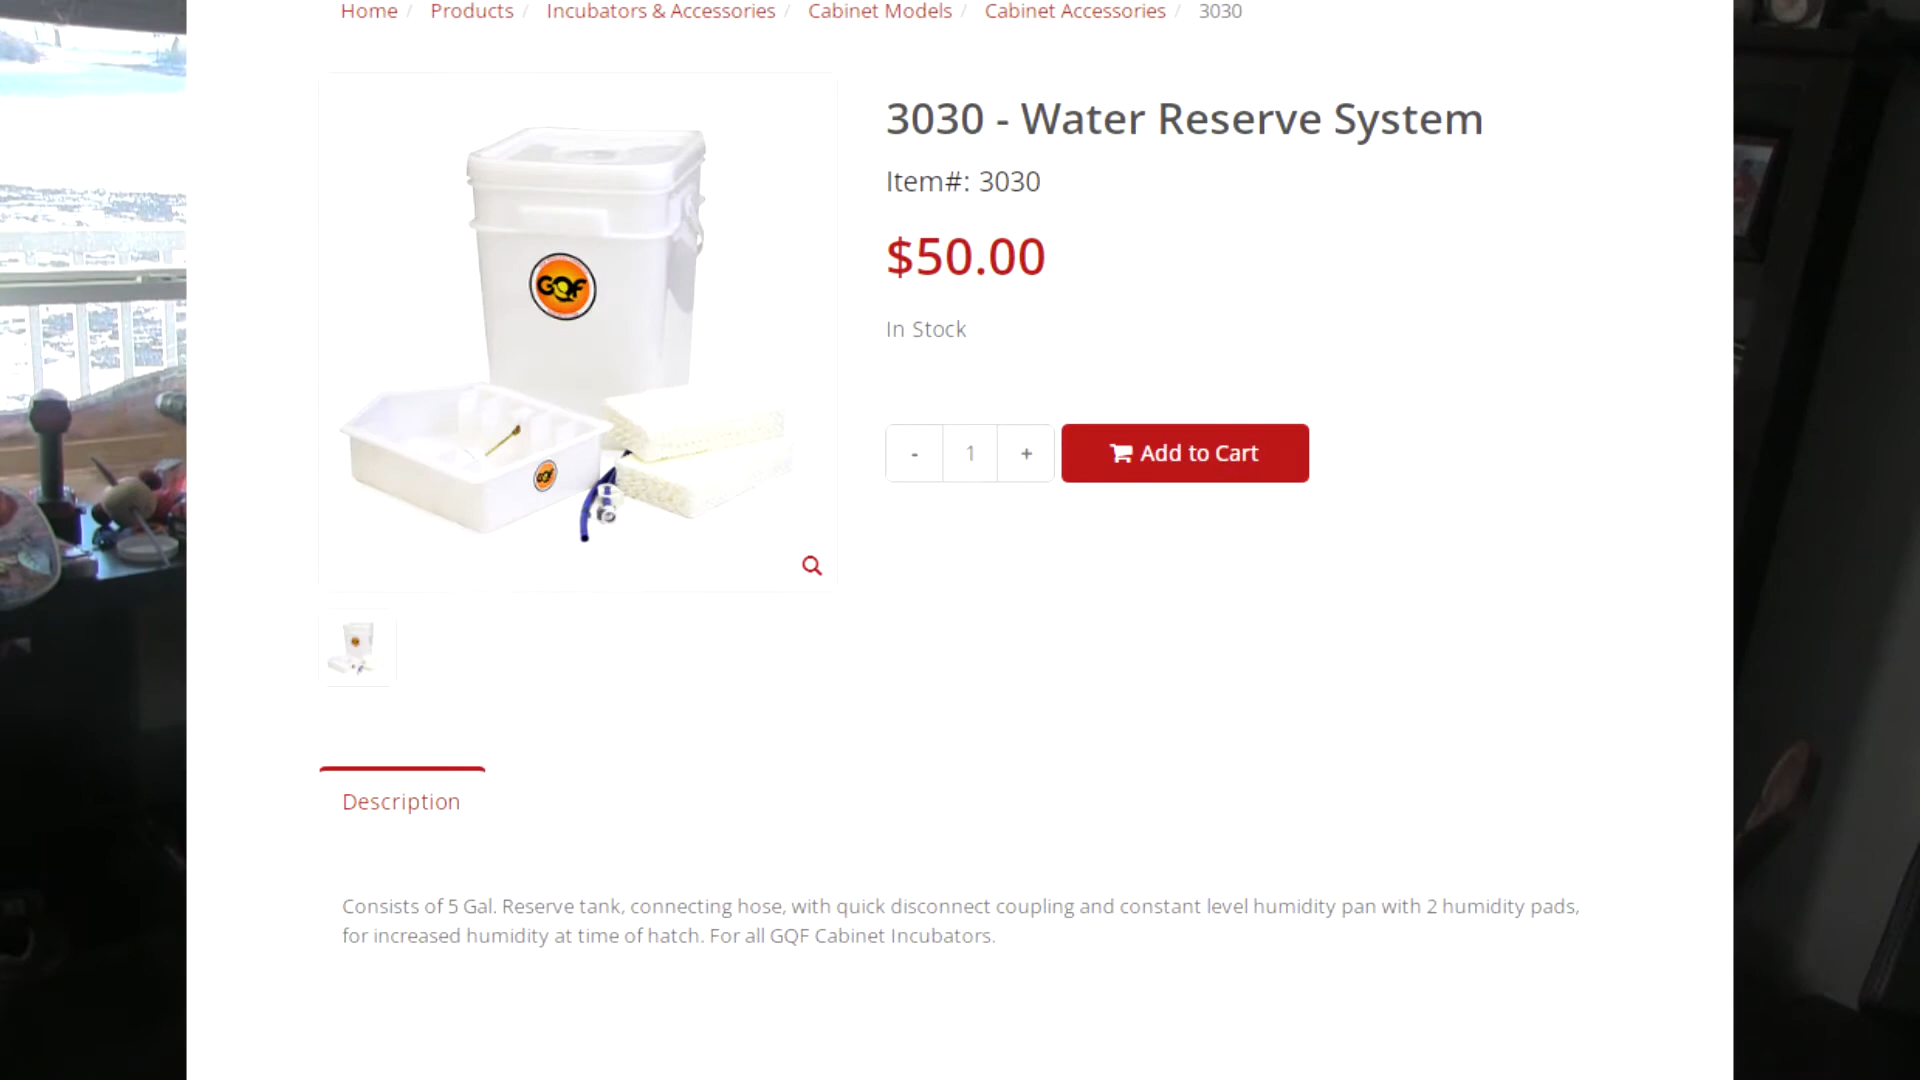 Home / Products / Incubators & Accessories / Cabinet Models / Cabinet Accessories / 3030
3030 - Water Reserve System
Item#: 3030
$50.00
In Stock
- 1 + Add to Cart
GQF
GQF
Description
Consists of 5 Gal. Reserve tank, connecting hose, with quick disconnect coupling and constant level humidity pan with 2 humidity pads,
for increased humidity at time of hatch. For all GQF Cabinet Incubators.